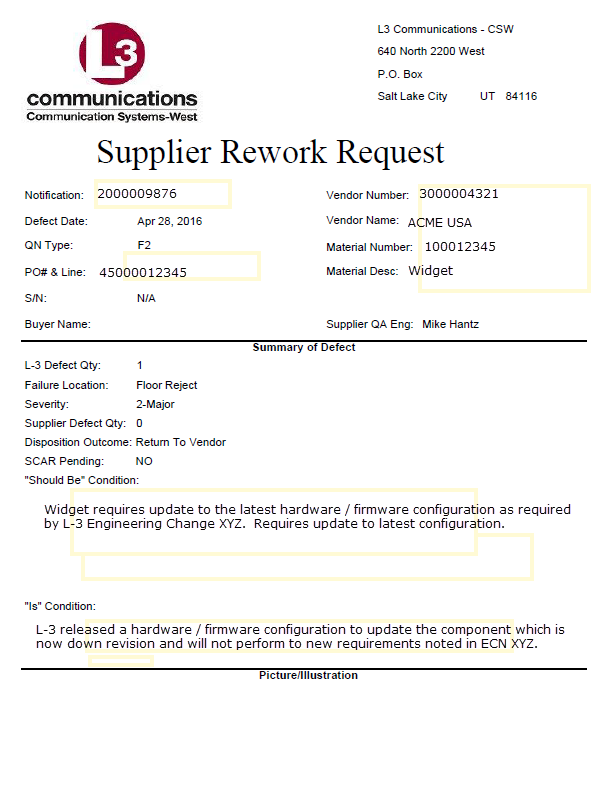 L3
communications
Communication Systems-West
L3 Communications - CSW
640 North 2200 West
P.O. Box
Salt Lake City UT 84116
Supplier Rework Request
Notification: 2000009876
Vendor Number: 3000004321
Defect Date: Apr 28, 2016
Vendor Name: ACME USA
QN Type: F2
Material Number: 100012345
PO# & Line: 45000012345
Material Desc: Widget
S/N: N/A
Buyer Name:
Supplier QA Eng: Mike Hantz
Summary of Defect
L-3 Defect Qty: 1
Failure Location: Floor Reject
Severity: 2-Major
Supplier Defect Qty: 0
Disposition Outcome: Return To Vendor
SCAR Pending: NO
"Should Be" Condition:
Widget requires update to the latest hardware / firmware configuration as required
by L-3 Engineering Change XYZ. Requires update to latest configuration.
"Is" Condition:
L-3 released a hardware / firmware configuration to update the component which is
now down revision and will not perform to new requirements noted in ECN XYZ.
Picture/Illustration